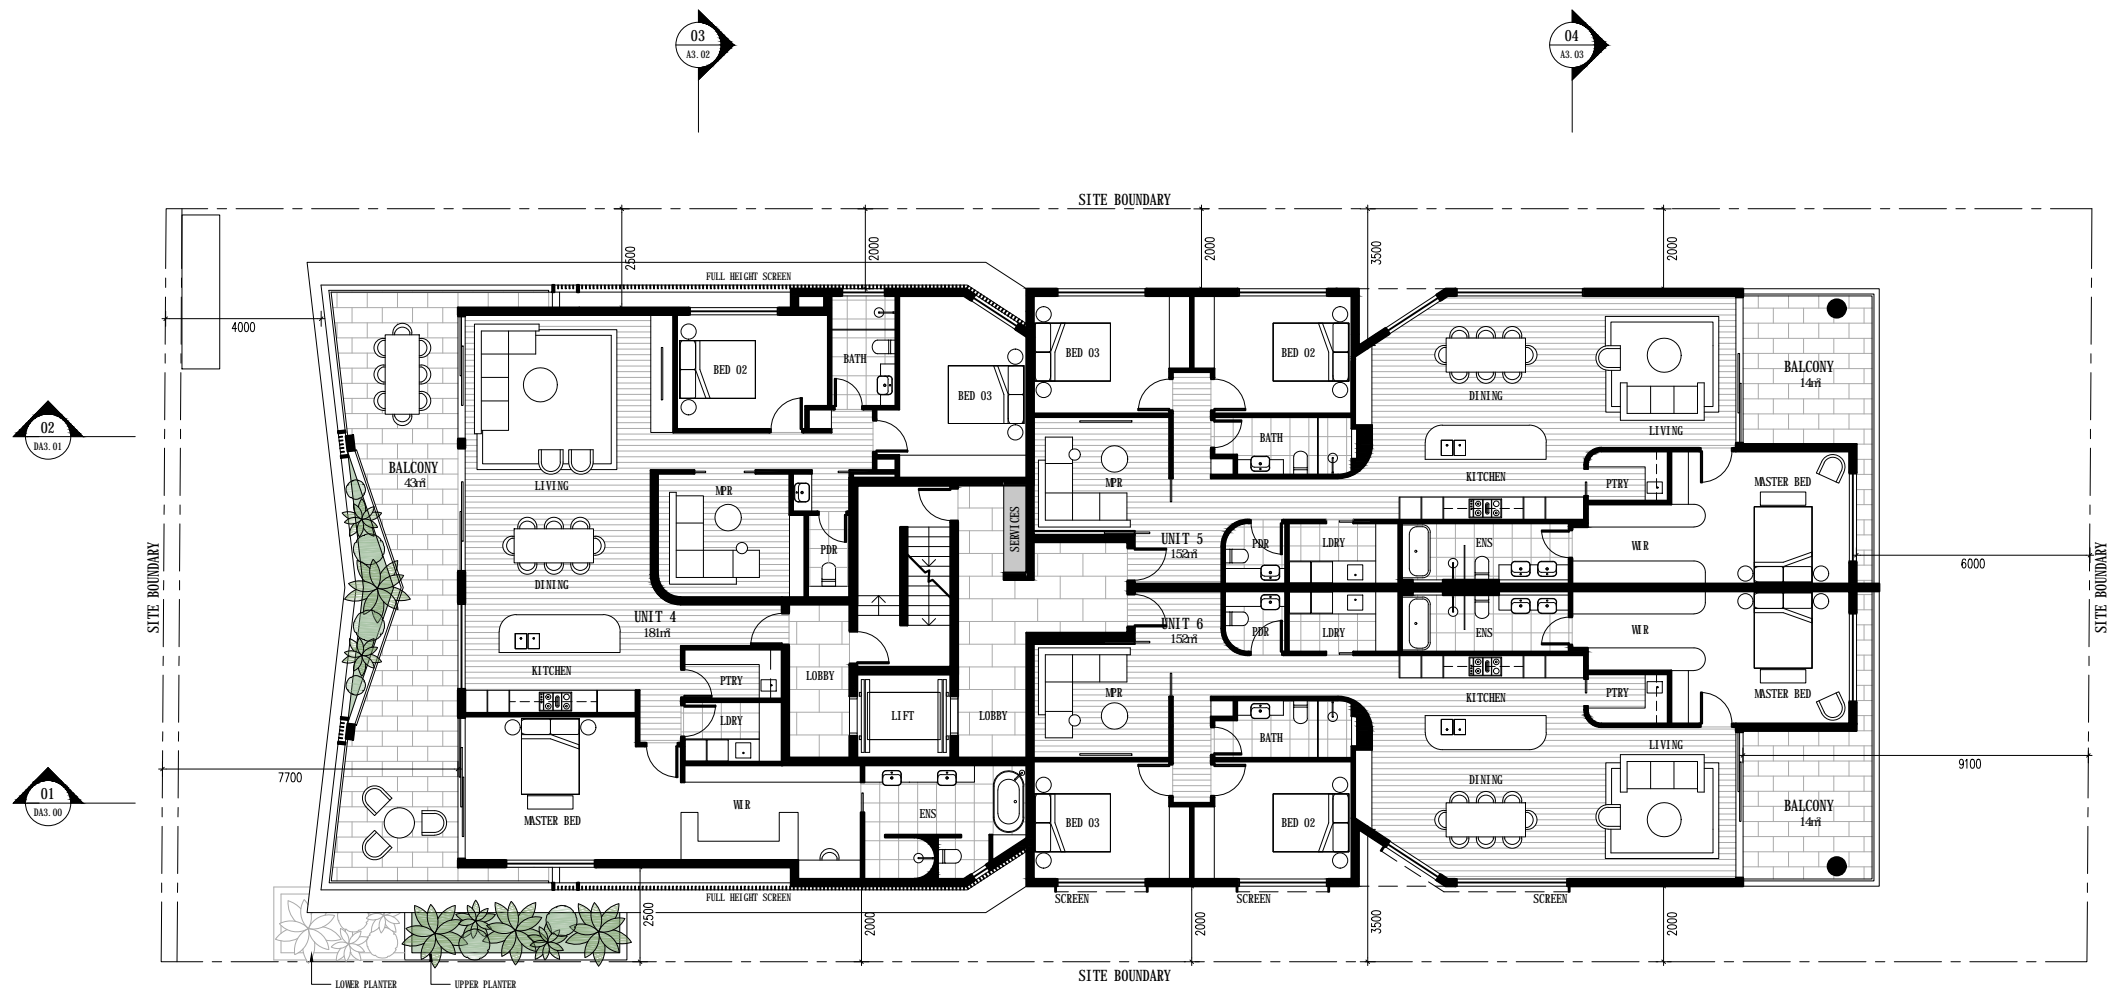 03
A3.02
04
A3.03
SITE BOUNDARY
2500
2000
2000
3500
2000
FULL HEIGHT SCREEN
4000
BATH
BED 02
BED 03
BED 03
BED 02
DINING
LIVING
BALCONY
14m²
02
DA3.01
BALCONY
43m²
LIVING
MPR
BATH
MPR
KITCHEN
PTRY
MASTER BED
SERVICES
UNIT 5
152m²
PDR
PDR
LDRY
ENS
WIR
6000
DINING
SITE BOUNDARY
SITE BOUNDARY
UNIT 4
181m²
UNIT 6
152m²
PDR
LDRY
ENS
WIR
KITCHEN
PTRY
LOBBY
LDRY
LIFT
LOBBY
MPR
BATH
KITCHEN
PTRY
MASTER BED
LIVING
7700
9100
01
DA3.00
MASTER BED
WIR
ENS
BED 03
BED 02
DINING
BALCONY
14m²
FULL HEIGHT SCREEN
SCREEN
SCREEN
SCREEN
2500
2000
2000
3500
2000
SITE BOUNDARY
LOWER PLANTER
UPPER PLANTER